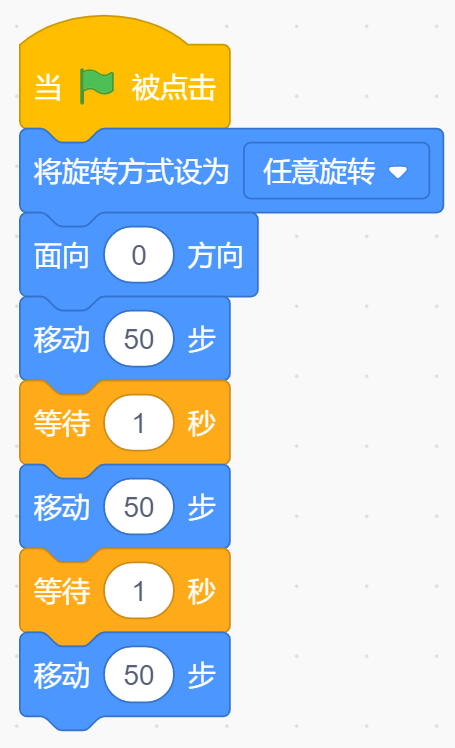 当 被点击
将旋转方式设为 任意旋转
面向 0 方向
移动 50 步
等待 1 秒
移动 50 步
等待 1 秒
移动 50 步